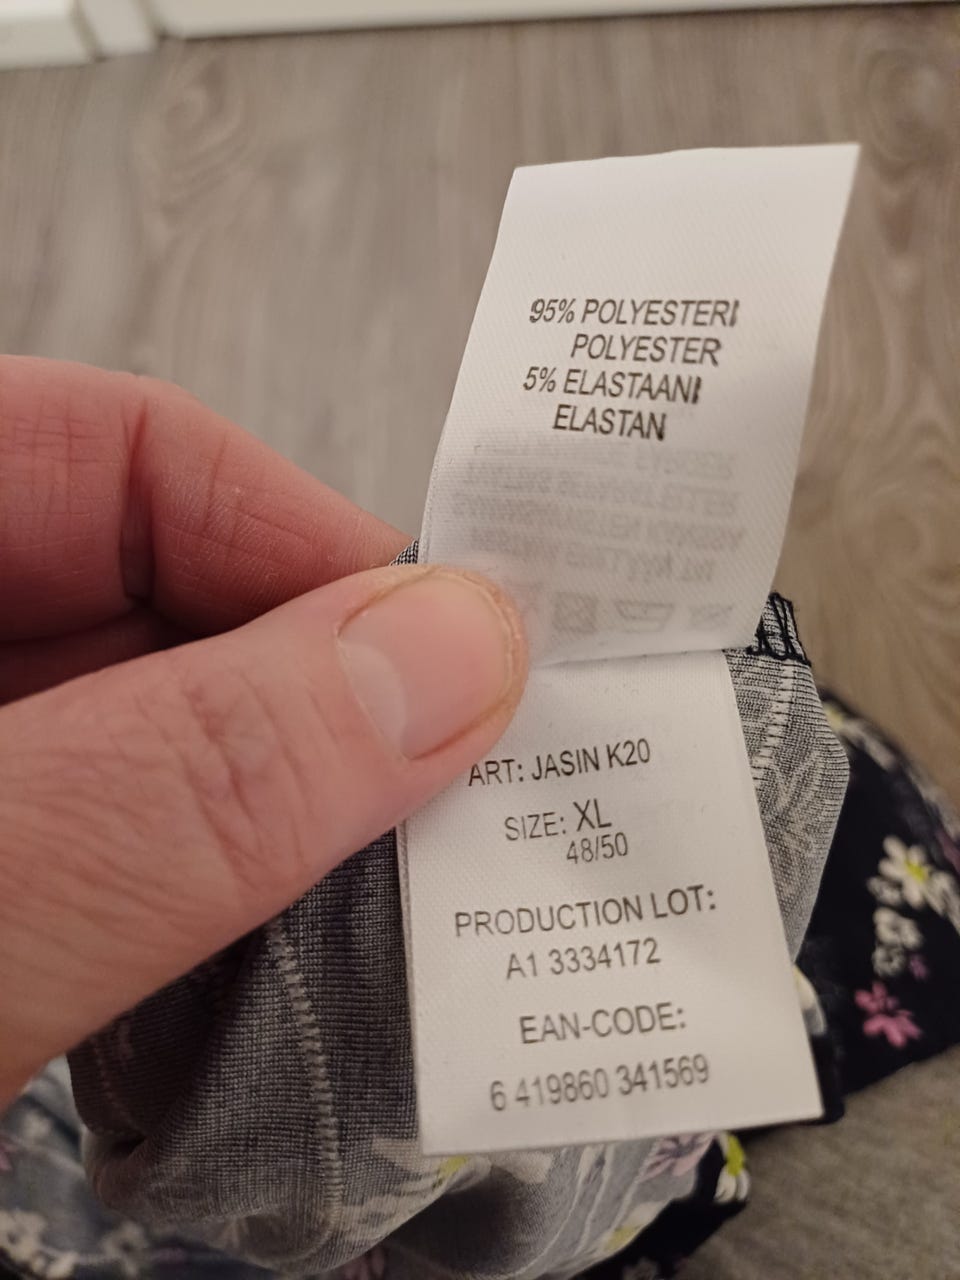 95% POLYESTERI
POLYESTER
5% ELASTAANI
ELASTAN
ART: JASIN K20
SIZE: XL
48/50
PRODUCTION LOT:
A1 3334172
EAN-CODE:
6 419860 341569